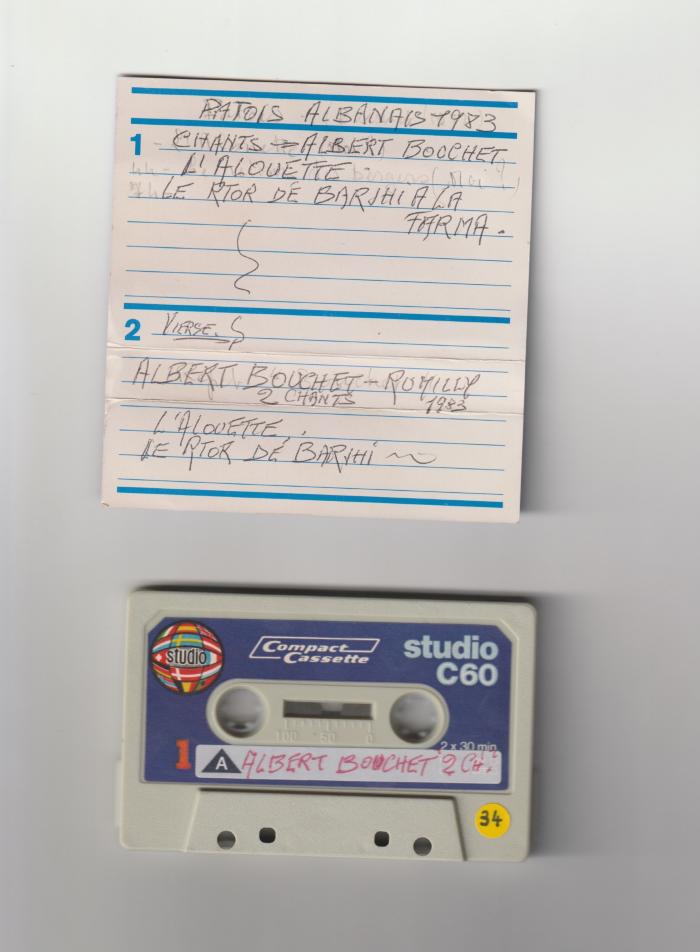 PATOIS ALBANAIS 1983
1 CHANTS = ALBERT BOUCHET
L'ALOUETTE
LE R'TOR DE BARJHI A LA
FARMA.
2 VIERGE.
ALBERT BOUCHET - RUMILLY
2 CHANTS 1983
L'ALOUETTE.
LE RTOR DE BARJHI ~
studio
Compact
Cassette
studio
C60
100 50 0
2 x 30 min
1 A ALBERT BOUCHET 2 CH.
34